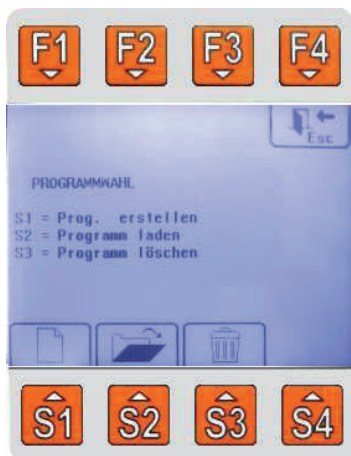 F1 F2 F3 F4
Esc
PROGRAMMWAHL
S1 = Prog. erstellen
S2 = Programm laden
S3 = Programm löschen
S1 S2 S3 S4